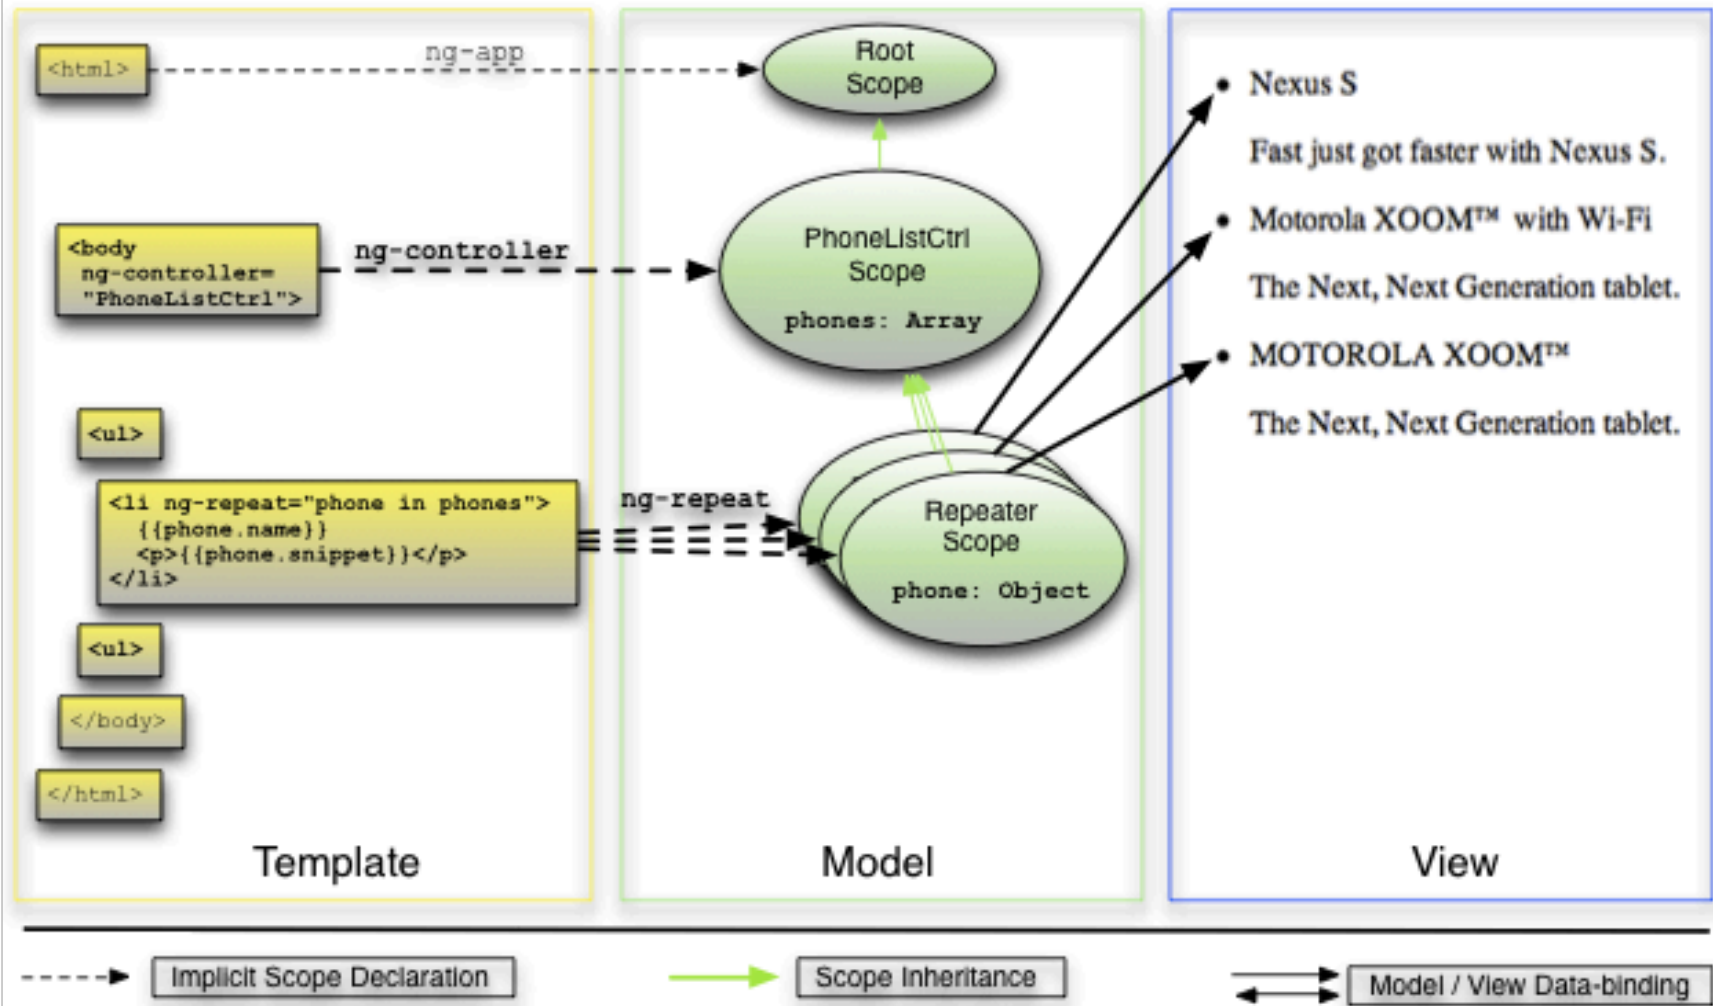 <html>
ng-app
Root
Scope
<body
ng-controller=
"PhoneListCtrl">
ng-controller
PhoneListCtrl
Scope
phones: Array
<ul>
<li ng-repeat="phone in phones">
{{phone.name}}
<p>{{phone.snippet}}</p>
</li>
ng-repeat
Repeater
Scope
phone: Object
<ul>
</body>
</html>
Template
Model
Nexus S
Fast just got faster with Nexus S.
Motorola XOOM™ with Wi-Fi
The Next, Next Generation tablet.
MOTOROLA XOOM™
The Next, Next Generation tablet.
View
Implicit Scope Declaration
Scope Inheritance
Model / View Data-binding